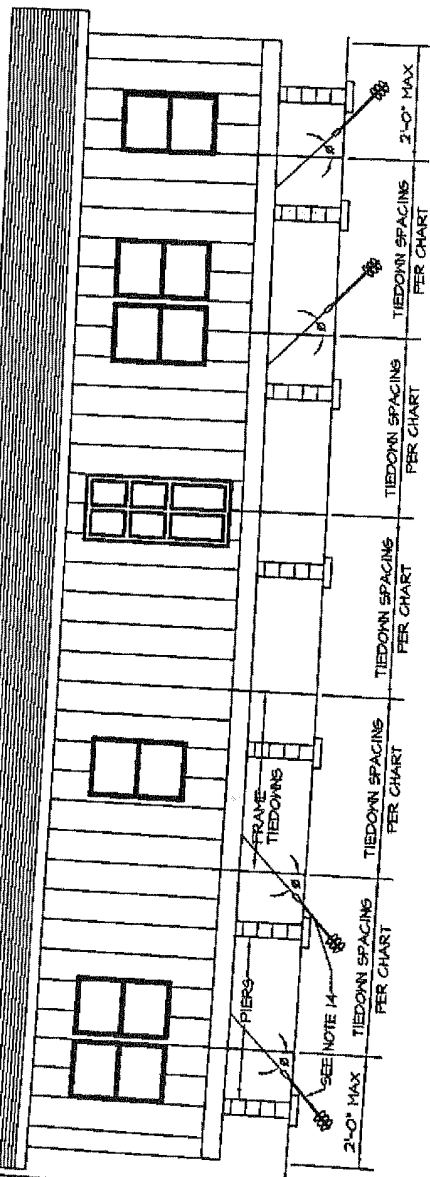 FRAME
TIEDOWNS
PIERS
SEE NOTE 14
2'-0" MAX
TIEDOWN SPACING
PER CHART
TIEDOWN SPACING
PER CHART
TIEDOWN SPACING
PER CHART
TIEDOWN SPACING
PER CHART
TIEDOWN SPACING
PER CHART
2'-0" MAX
ø
ø
ø
ø